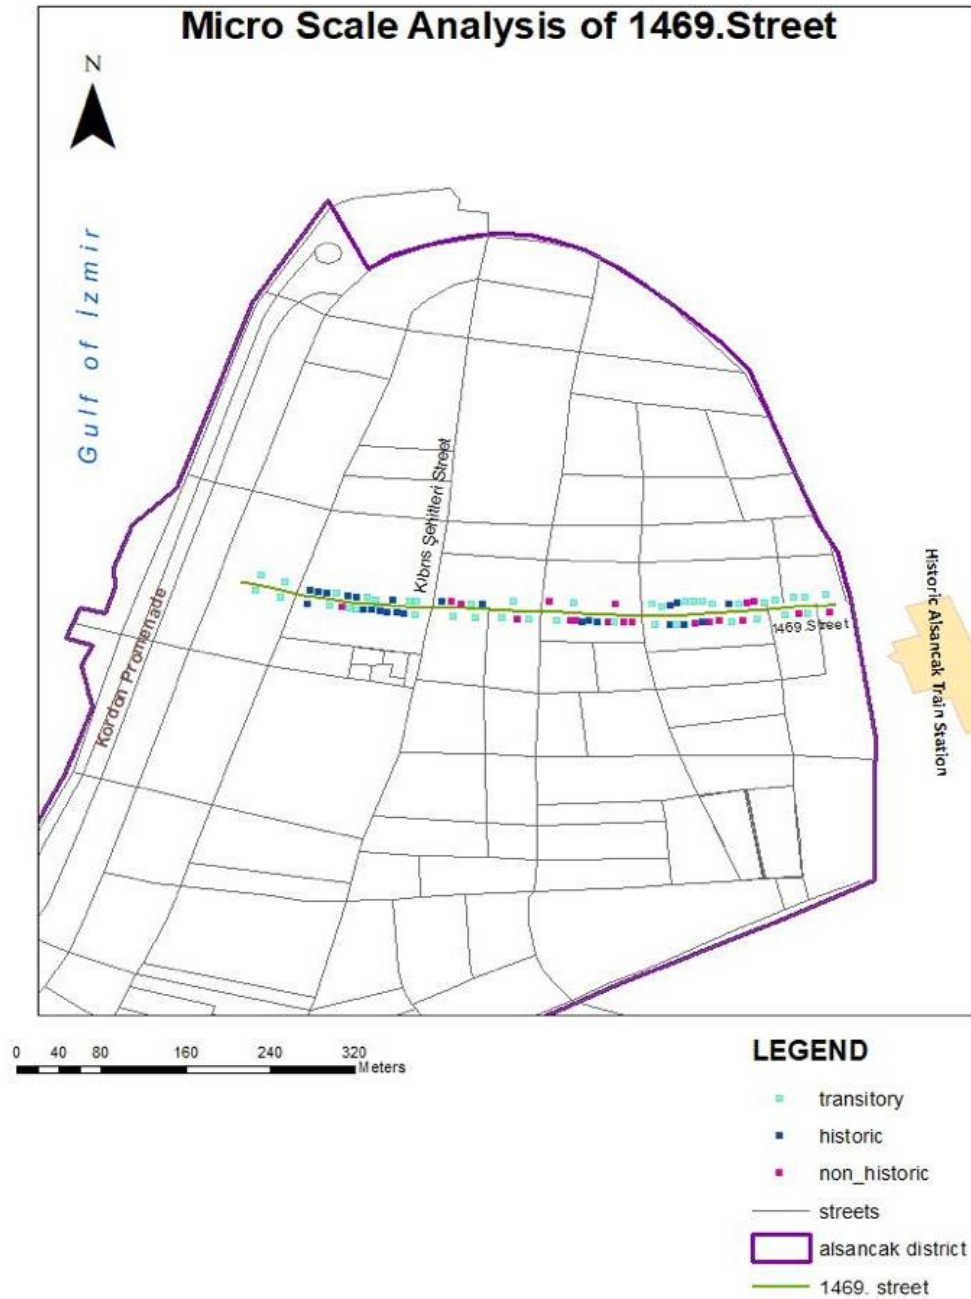 Micro Scale Analysis of 1469.Street
N
Gulf of İzmir
Kıbrıs Şehitleri Street
Kordon Promenade
1469.Street
Historic Alsancak Train Station
0 40 80 160 240 320
Meters
LEGEND
transitory
historic
non_historic
streets
alsancak district
1469. street